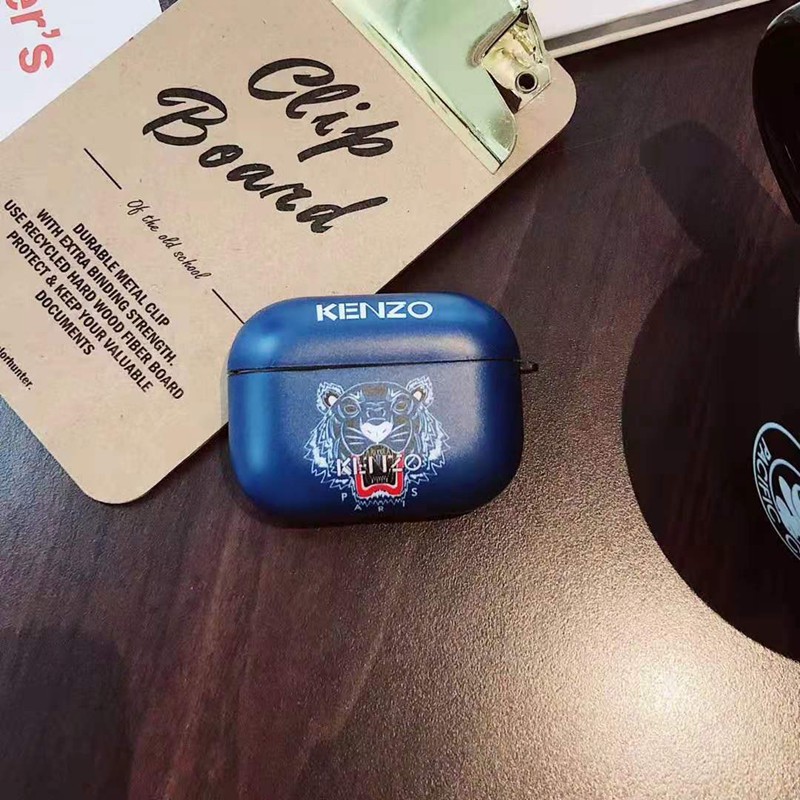 er's
Clip
Board
Of the old school
DURABLE METAL CLIP
WITH EXTRA BINDING STRENGTH.
USE RECYCLED HARD WOOD FIBER BOARD
PROTECT & KEEP YOUR VALUABLE
DOCUMENTS
KENZO
KENZO
PARIS
PACIFIC